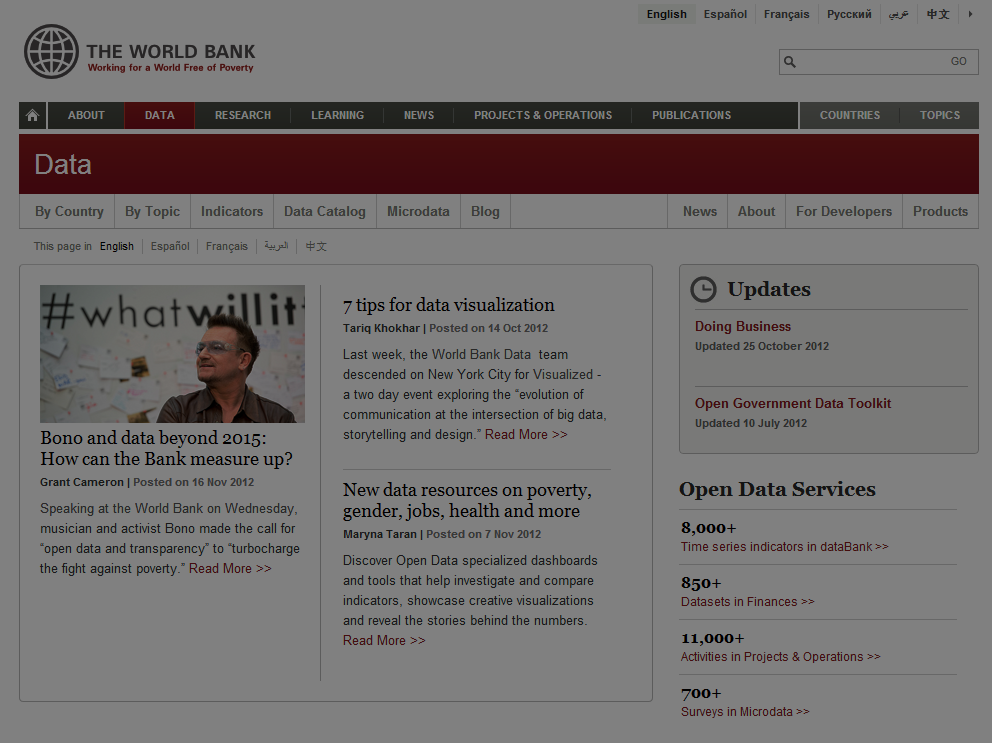 English Español Français Русский عربي 中文
THE WORLD BANK
Working for a World Free of Poverty
GO
ABOUT DATA RESEARCH LEARNING NEWS PROJECTS & OPERATIONS PUBLICATIONS COUNTRIES TOPICS
Data
By Country By Topic Indicators Data Catalog Microdata Blog News About For Developers Products
This page in English Español Français العربية 中文
#whatwillit
Bono and data beyond 2015:
How can the Bank measure up?
Grant Cameron | Posted on 16 Nov 2012
Speaking at the World Bank on Wednesday,
musician and activist Bono made the call for
“open data and transparency” to “turbocharge
the fight against poverty.” Read More >>
7 tips for data visualization
Tariq Khokhar | Posted on 14 Oct 2012
Last week, the World Bank Data team
descended on New York City for Visualized -
a two day event exploring the “evolution of
communication at the intersection of big data,
storytelling and design.” Read More >>
New data resources on poverty,
gender, jobs, health and more
Maryna Taran | Posted on 7 Nov 2012
Discover Open Data specialized dashboards
and tools that help investigate and compare
indicators, showcase creative visualizations
and reveal the stories behind the numbers.
Read More >>
Updates
Doing Business
Updated 25 October 2012
Open Government Data Toolkit
Updated 10 July 2012
Open Data Services
8,000+
Time series indicators in dataBank >>
850+
Datasets in Finances >>
11,000+
Activities in Projects & Operations >>
700+
Surveys in Microdata >>